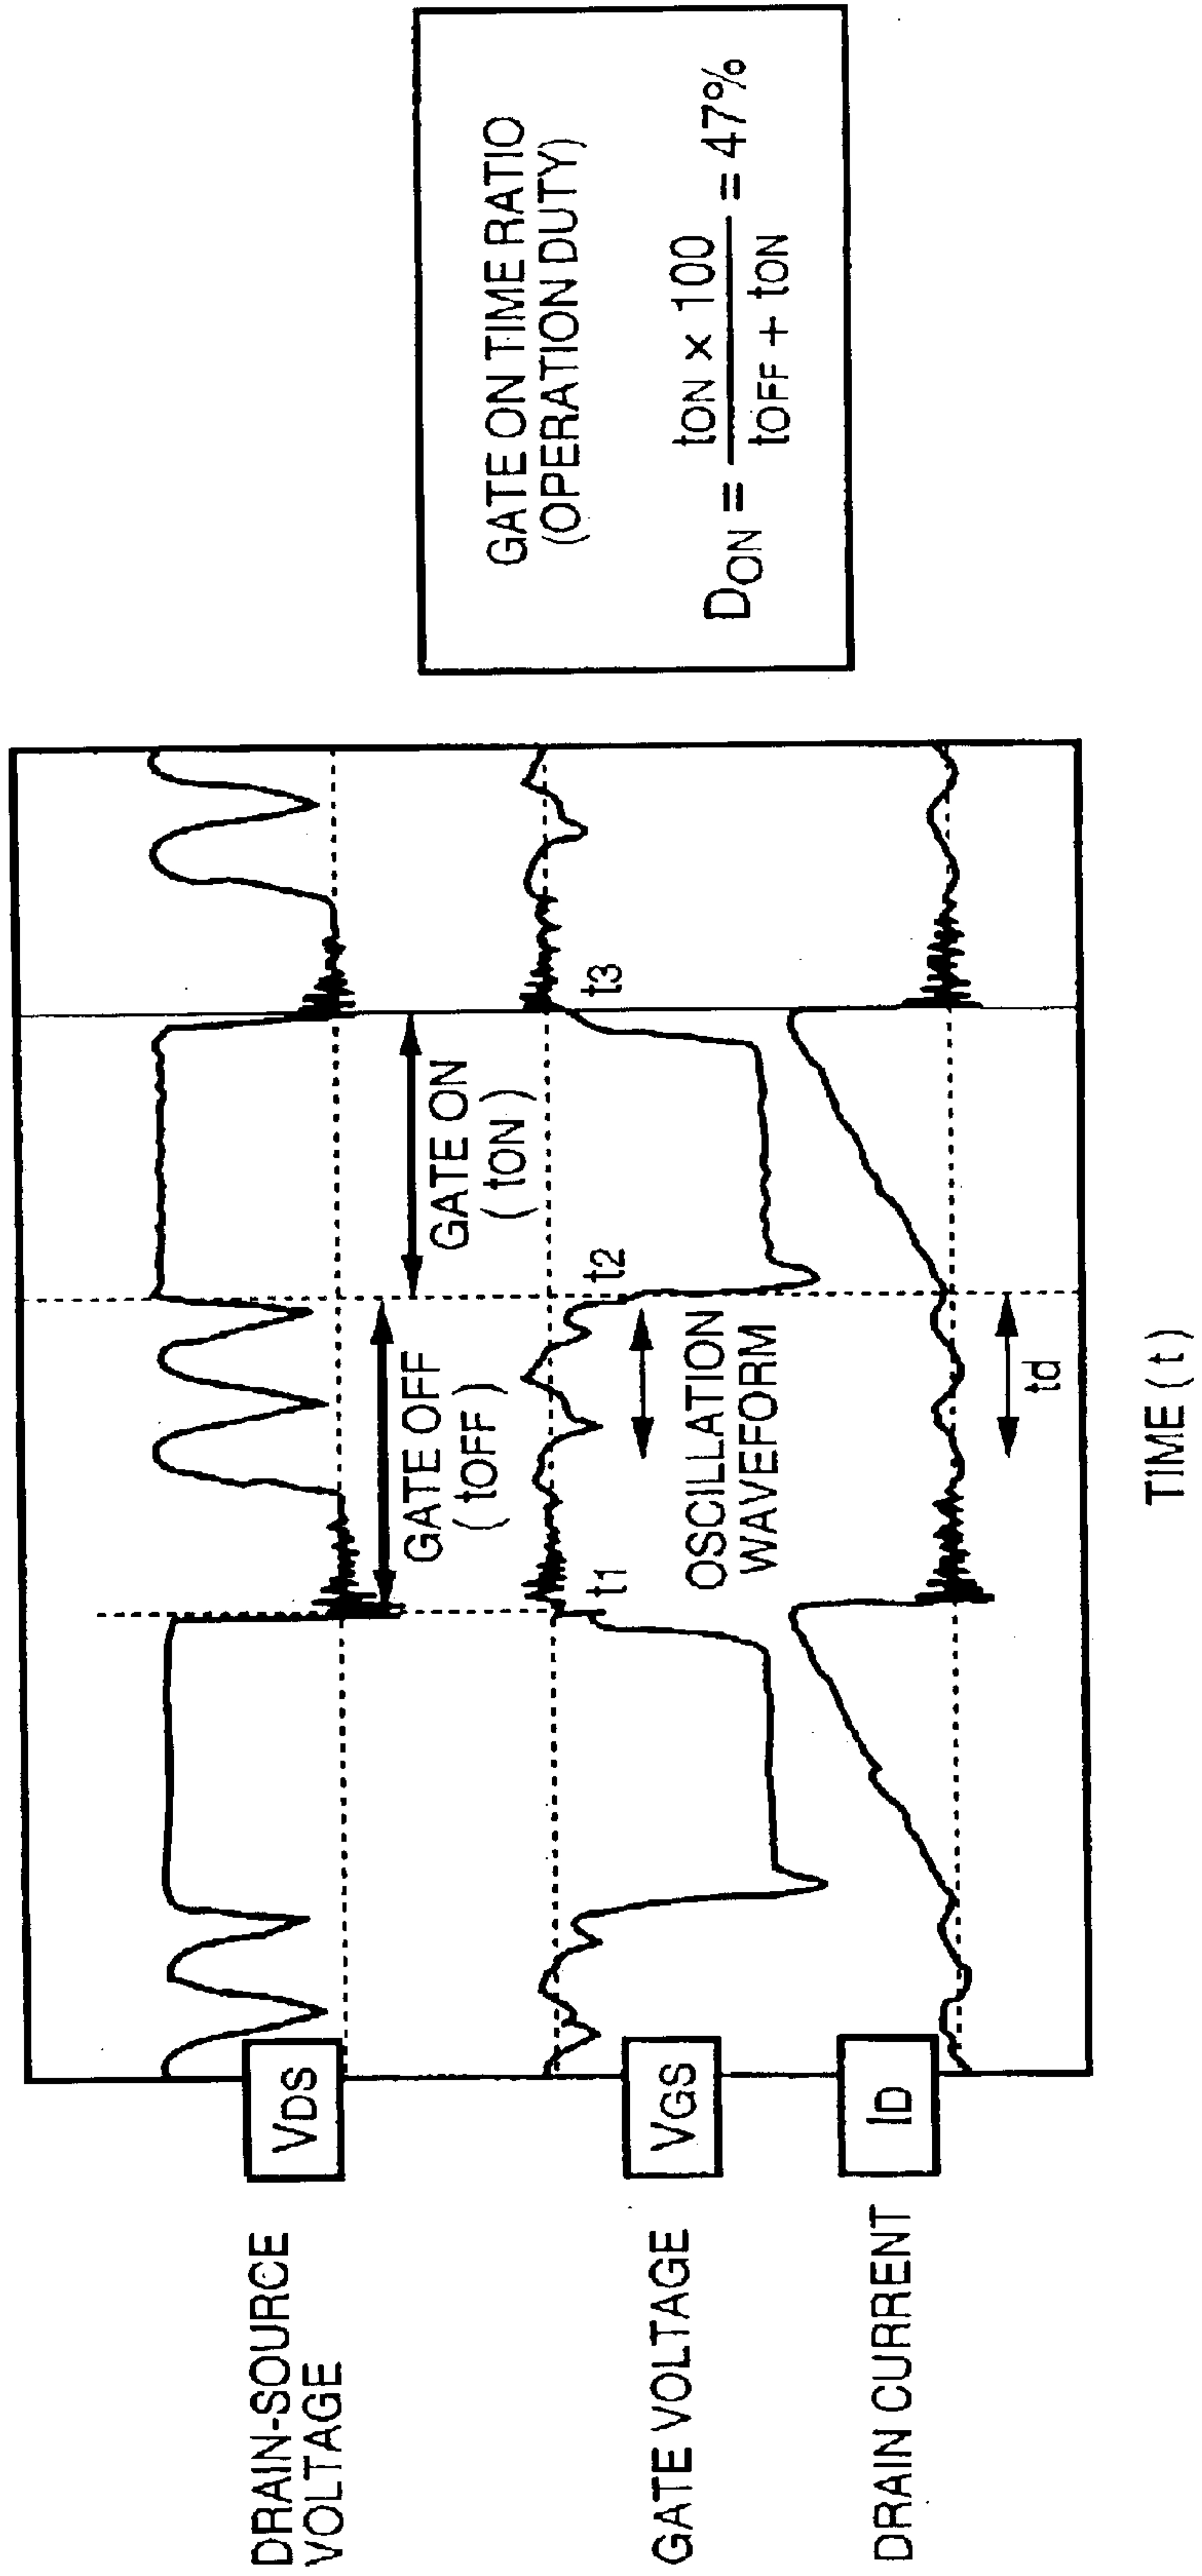 DRAIN-SOURCE
VOLTAGE
VDS
GATE OFF
( tOFF )
GATE ON
( tON )
GATE VOLTAGE
VGS
t1
t2
t3
OSCILLATION
WAVEFORM
DRAIN CURRENT
ID
td
TIME ( t )
GATE ON TIME RATIO
(OPERATION DUTY)
DON = tON x 100 / tOFF + tON = 47%